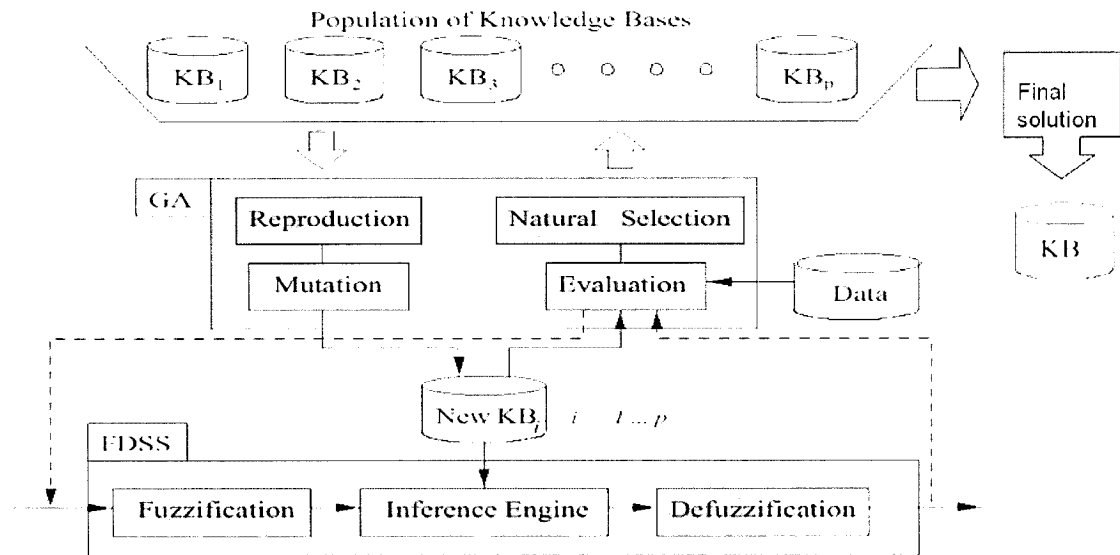 Population of Knowledge Bases
KB1 KB2 KB3 KBp
Final
solution
GA
Reproduction
Natural Selection
KB
Mutation
Evaluation
Data
New KBi i 1 ... p
FDSS
Fuzzification
Inference Engine
Defuzzification